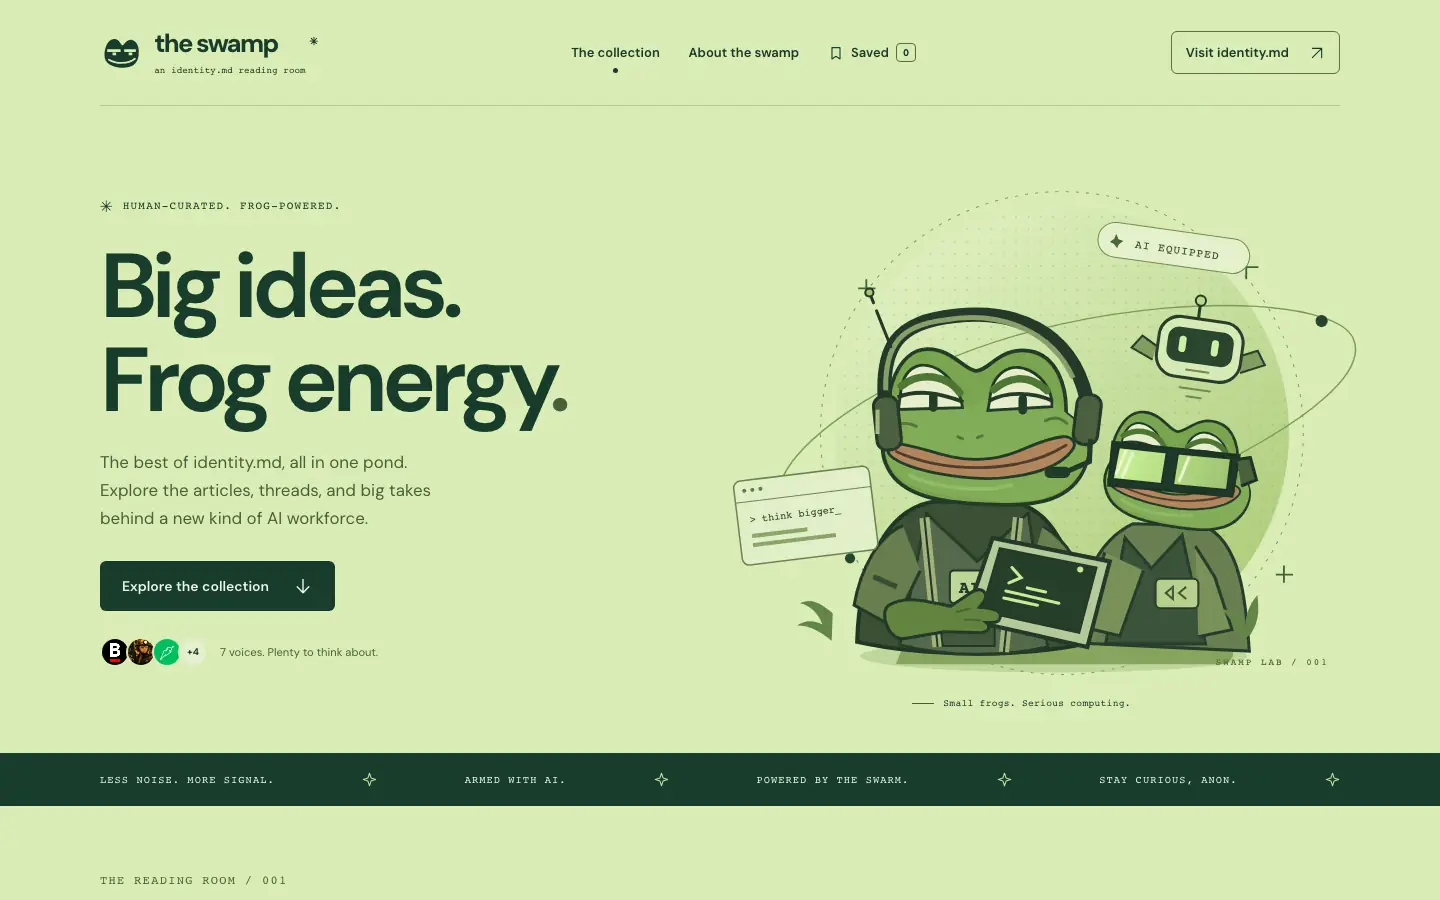 the swamp
an identity.md reading room
The collection
About the swamp
Saved 0
Visit identity.md
HUMAN-CURATED. FROG-POWERED.
Big ideas.
Frog energy.
The best of identity.md, all in one pond.
Explore the articles, threads, and big takes
behind a new kind of AI workforce.
Explore the collection
B
+4
7 voices. Plenty to think about.
AI EQUIPPED
> think bigger_
SWAMP LAB / 001
Small frogs. Serious computing.
LESS NOISE. MORE SIGNAL.
ARMED WITH AI.
POWERED BY THE SWARM.
STAY CURIOUS, ANON.
THE READING ROOM / 001